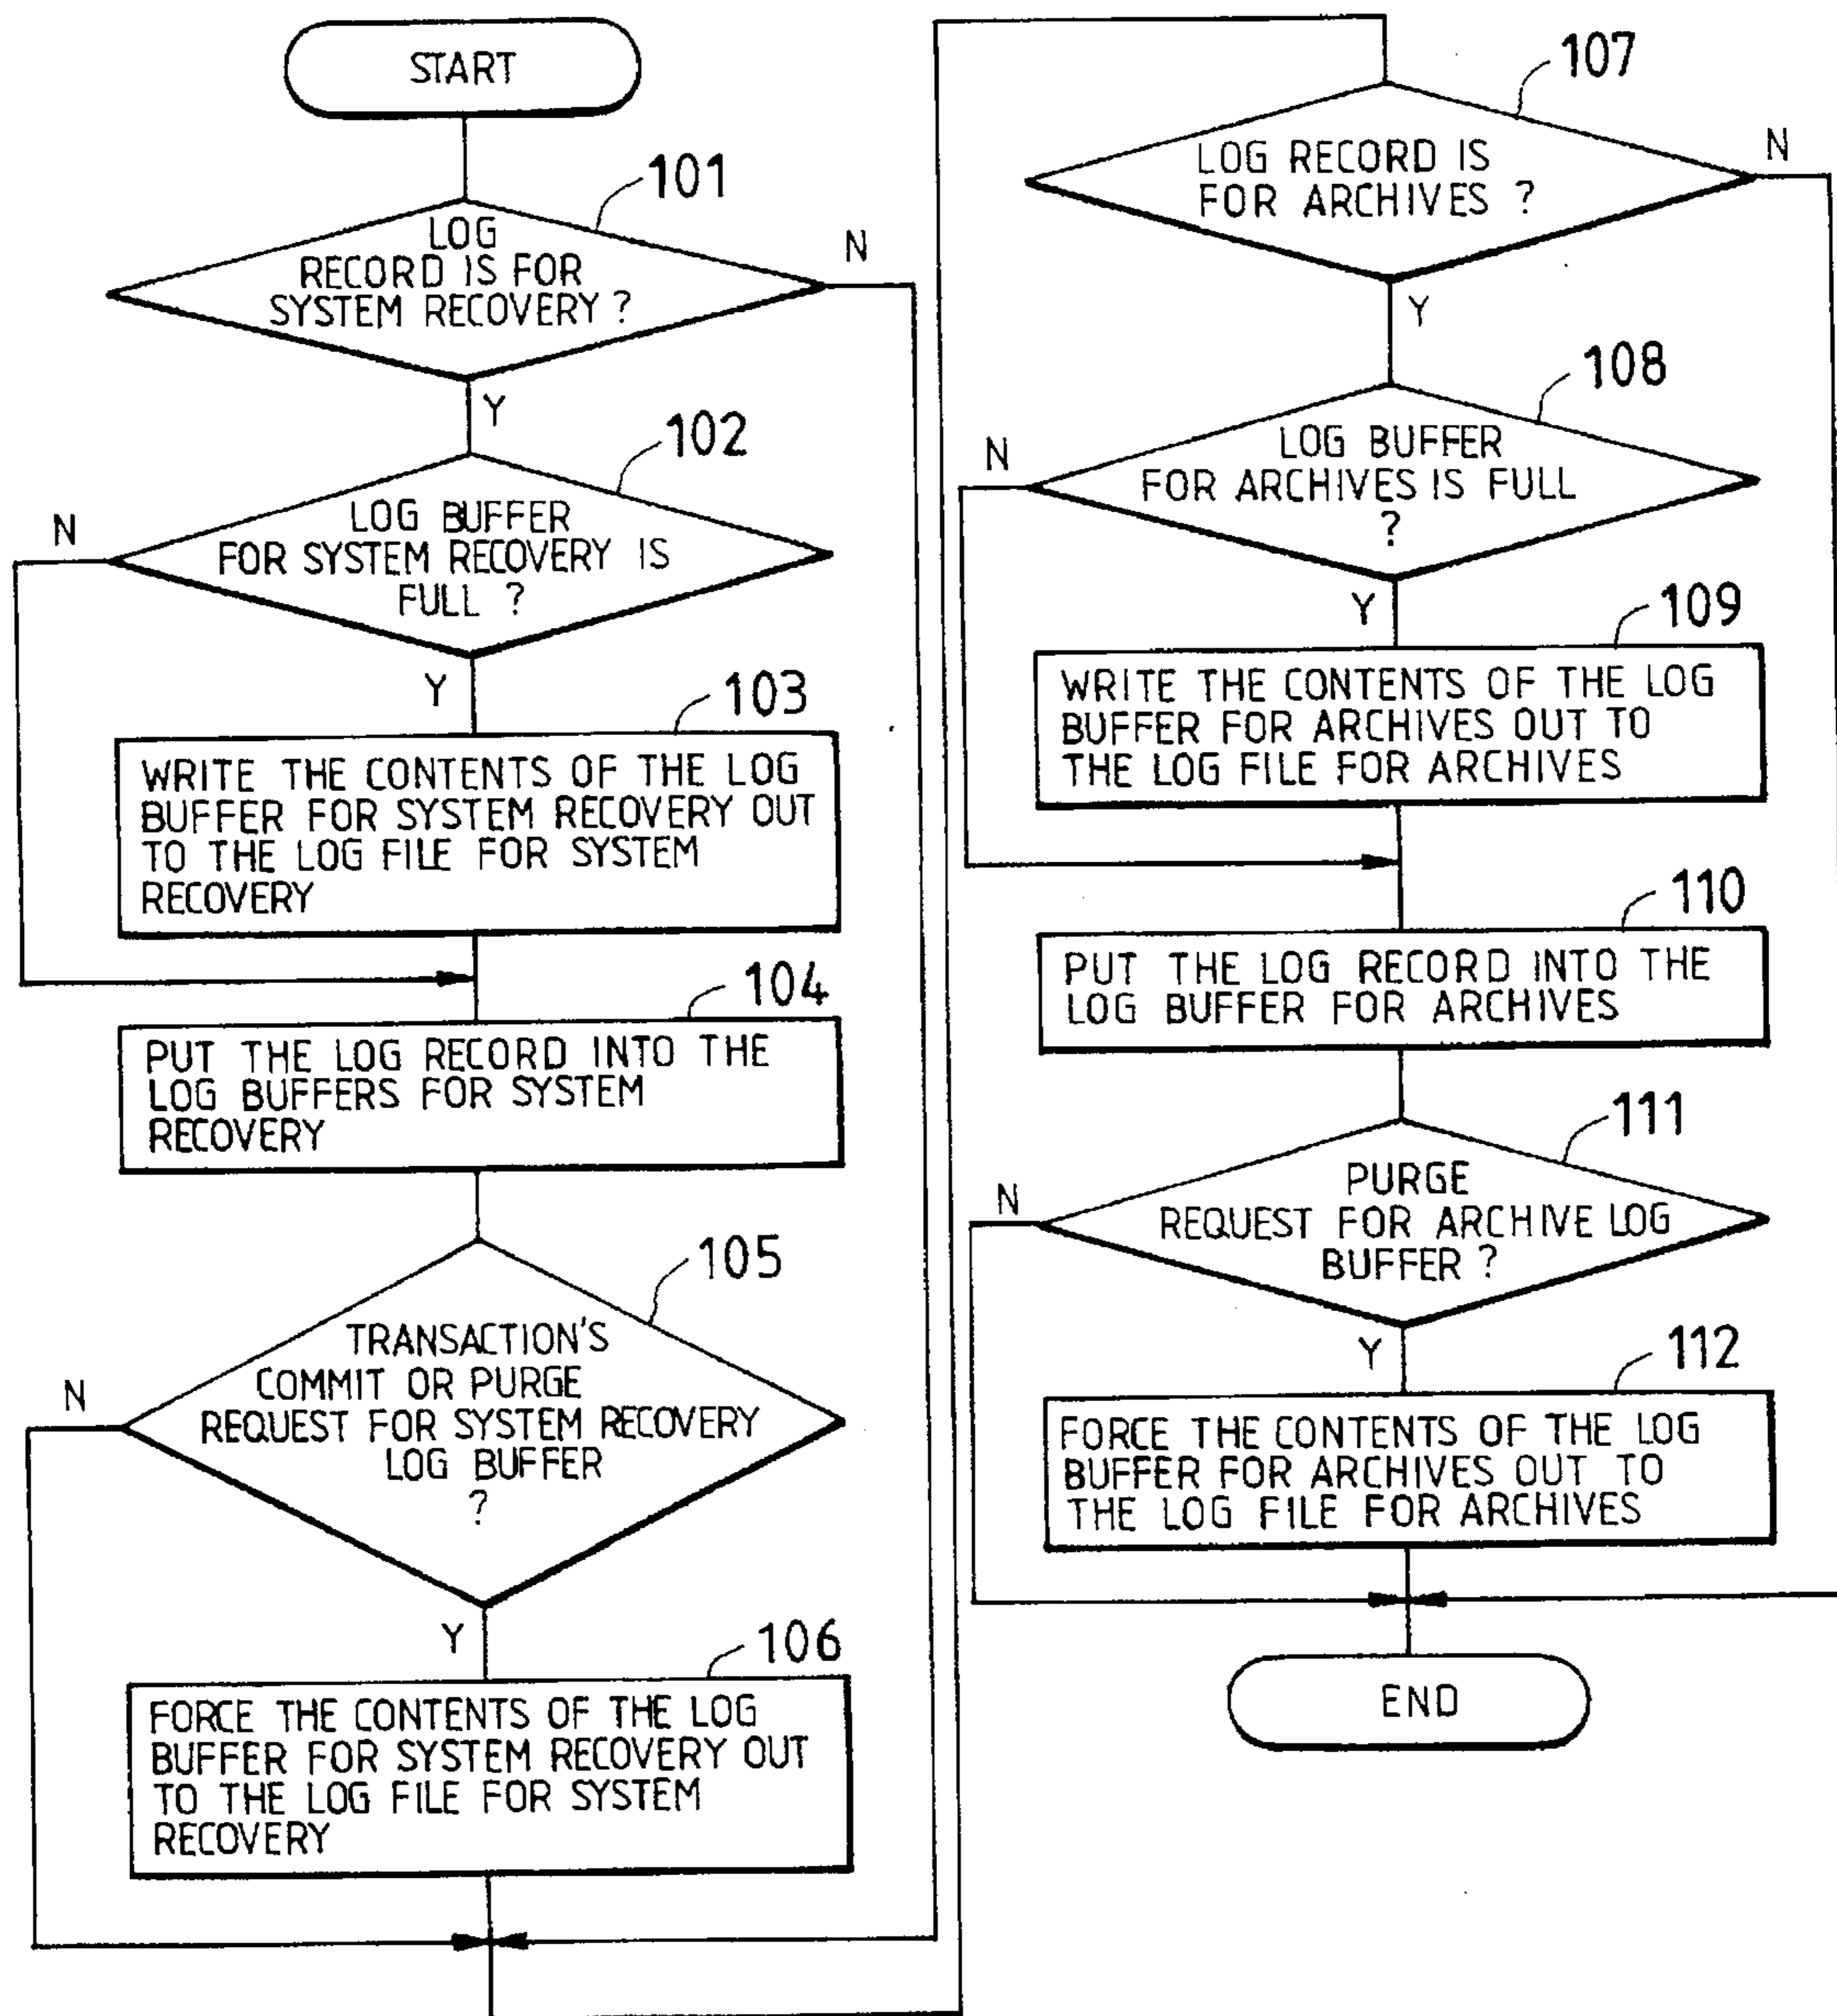 START
101
LOG
RECORD IS FOR
SYSTEM RECOVERY ?
N
Y
102
LOG BUFFER
FOR SYSTEM RECOVERY IS
FULL ?
N
Y
103
WRITE THE CONTENTS OF THE LOG
BUFFER FOR SYSTEM RECOVERY OUT
TO THE LOG FILE FOR SYSTEM
RECOVERY
104
PUT THE LOG RECORD INTO THE
LOG BUFFERS FOR SYSTEM
RECOVERY
105
TRANSACTION'S
COMMIT OR PURGE
REQUEST FOR SYSTEM RECOVERY
LOG BUFFER
?
N
Y
106
FORCE THE CONTENTS OF THE LOG
BUFFER FOR SYSTEM RECOVERY OUT
TO THE LOG FILE FOR SYSTEM
RECOVERY
107
LOG RECORD IS
FOR ARCHIVES ?
N
Y
108
LOG BUFFER
FOR ARCHIVES IS FULL
?
N
Y
109
WRITE THE CONTENTS OF THE LOG
BUFFER FOR ARCHIVES OUT TO
THE LOG FILE FOR ARCHIVES
110
PUT THE LOG RECORD INTO THE
LOG BUFFER FOR ARCHIVES
111
PURGE
REQUEST FOR ARCHIVE LOG
BUFFER ?
N
Y
112
FORCE THE CONTENTS OF THE LOG
BUFFER FOR ARCHIVES OUT TO
THE LOG FILE FOR ARCHIVES
END